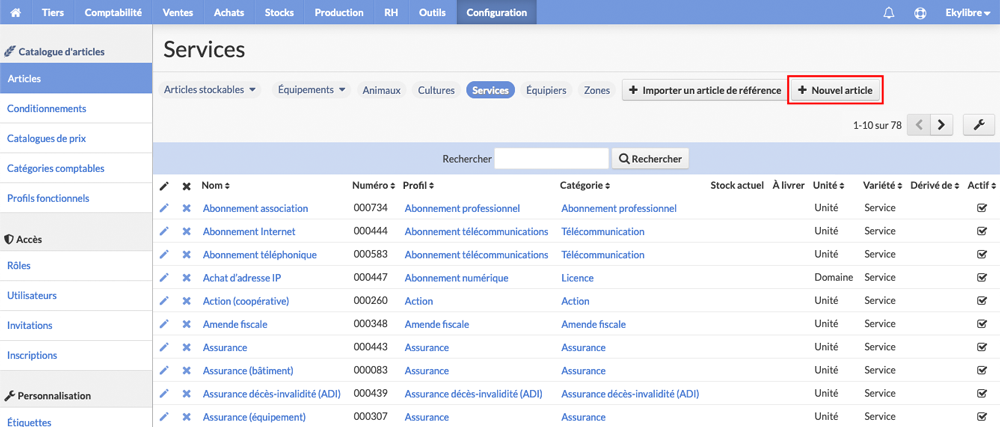 Tiers Comptabilité Ventes Achats Stocks Production RH Outils Configuration Ekylibre
Catalogue d'articles
Articles
Conditionnements
Catalogues de prix
Catégories comptables
Profils fonctionnels
Accès
Rôles
Utilisateurs
Invitations
Inscriptions
Personnalisation
Étiquettes
Services
Articles stockables Équipements Animaux Cultures Services Équipiers Zones + Importer un article de référence + Nouvel article
1-10 sur 78
Rechercher Rechercher
Nom Numéro Profil Catégorie Stock actuel À livrer Unité Variété Dérivé de Actif
Abonnement association 000734 Abonnement professionnel Abonnement professionnel Unité Service
Abonnement Internet 000444 Abonnement télécommunications Télécommunication Unité Service
Abonnement téléphonique 000583 Abonnement télécommunications Télécommunication Unité Service
Achat d'adresse IP 000447 Abonnement numérique Licence Domaine Service
Action (coopérative) 000260 Action Action Unité Service
Amende fiscale 000348 Amende fiscale Amende fiscale Unité Service
Assurance 000443 Assurance Assurance Unité Service
Assurance (bâtiment) 000083 Assurance Assurance Unité Service
Assurance décès-invalidité (ADI) 000439 Assurance décès-invalidité (ADI) Assurance décès-invalidité (ADI) Unité Service
Assurance (équipement) 000307 Assurance Assurance Unité Service